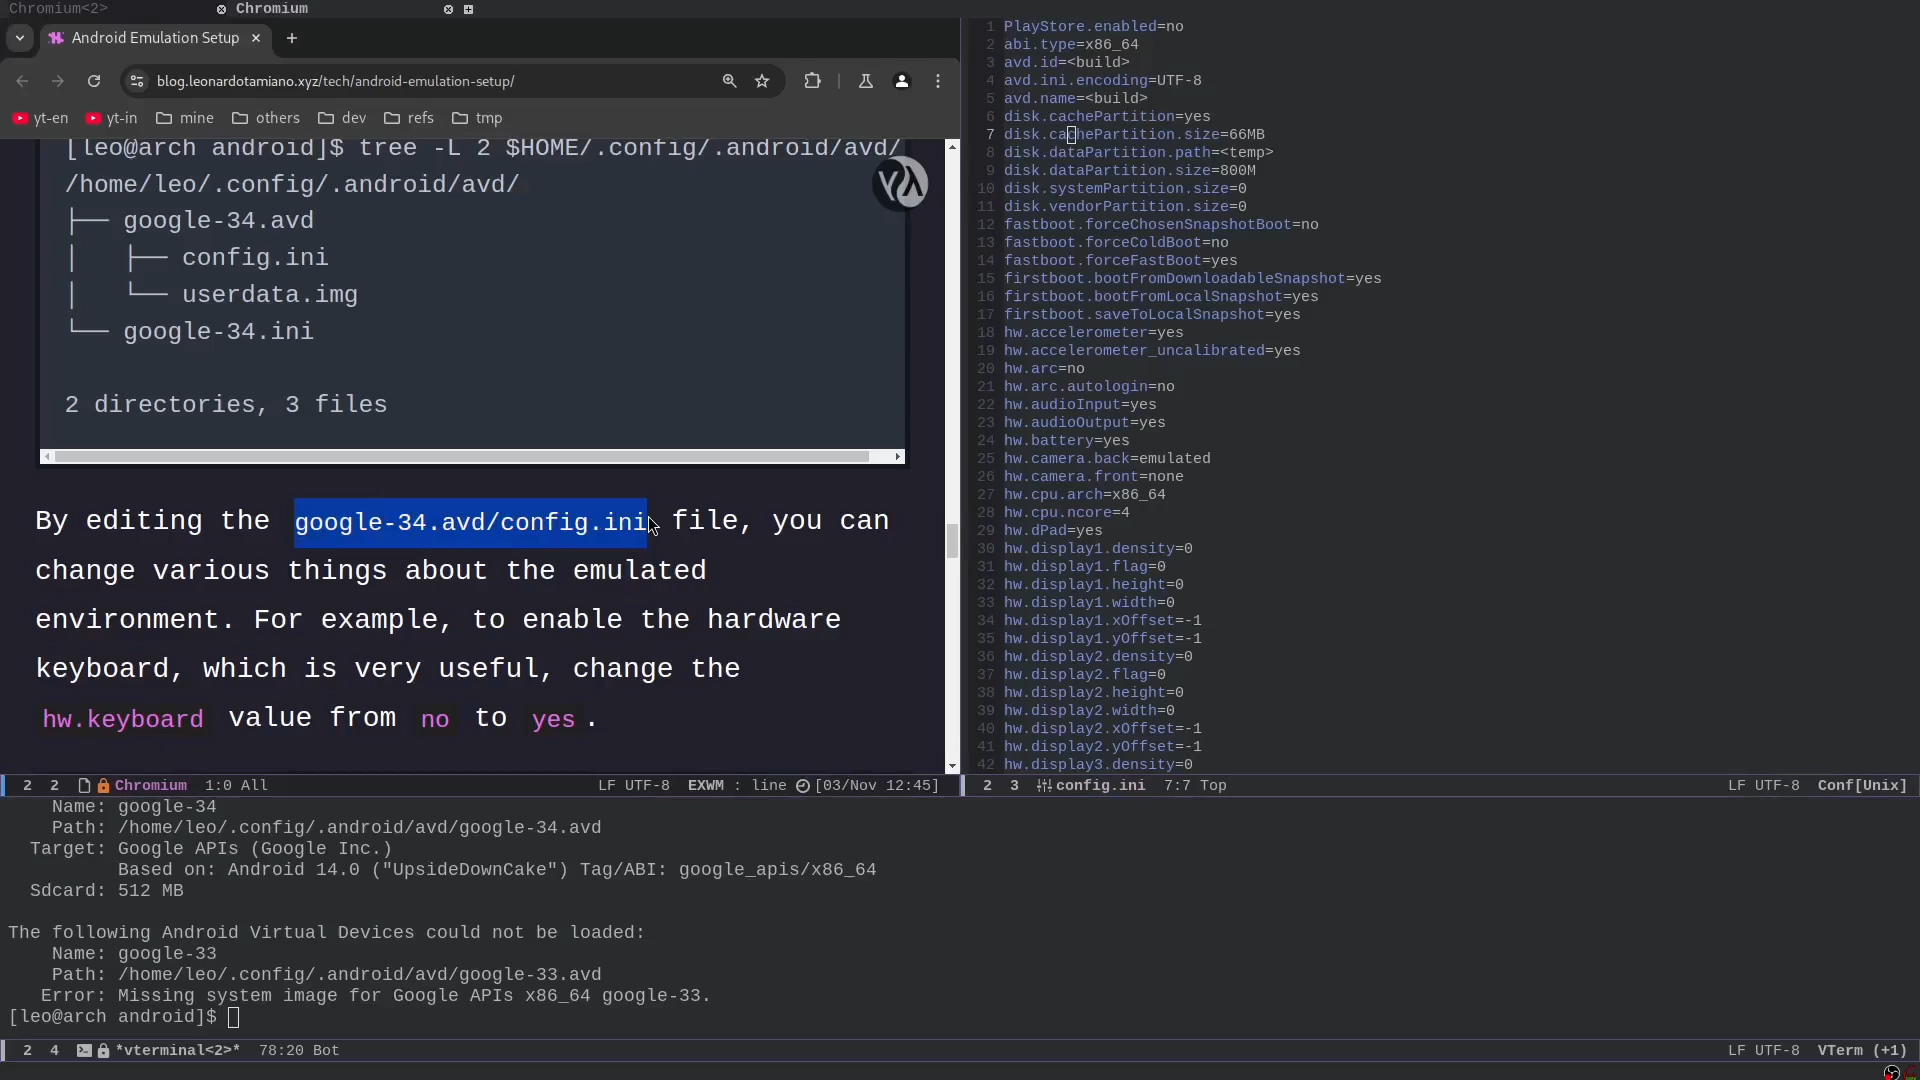 Chromium<2>
Chromium
Android Emulation Setup
blog.leonardotamiano.xyz/tech/android-emulation-setup/
yt-en yt-in mine others dev refs tmp
[leo@arch android]$ tree -L 2 $HOME/.config/.android/avd/
/home/leo/.config/.android/avd/
├── google-34.avd
│   ├── config.ini
│   └── userdata.img
└── google-34.ini
2 directories, 3 files
By editing the google-34.avd/config.ini file, you can
change various things about the emulated
environment. For example, to enable the hardware
keyboard, which is very useful, change the
hw.keyboard value from no to yes.
2 2 Chromium 1:0 All LF UTF-8 EXWM : line [03/Nov 12:45]
1 PlayStore.enabled=no
2 abi.type=x86_64
3 avd.id=<build>
4 avd.ini.encoding=UTF-8
5 avd.name=<build>
6 disk.cachePartition=yes
7 disk.cachePartition.size=66MB
8 disk.dataPartition.path=<temp>
9 disk.dataPartition.size=800M
10 disk.systemPartition.size=0
11 disk.vendorPartition.size=0
12 fastboot.forceChosenSnapshotBoot=no
13 fastboot.forceColdBoot=no
14 fastboot.forceFastBoot=yes
15 firstboot.bootFromDownloadableSnapshot=yes
16 firstboot.bootFromLocalSnapshot=yes
17 firstboot.saveToLocalSnapshot=yes
18 hw.accelerometer=yes
19 hw.accelerometer_uncalibrated=yes
20 hw.arc=no
21 hw.arc.autologin=no
22 hw.audioInput=yes
23 hw.audioOutput=yes
24 hw.battery=yes
25 hw.camera.back=emulated
26 hw.camera.front=none
27 hw.cpu.arch=x86_64
28 hw.cpu.ncore=4
29 hw.dPad=yes
30 hw.display1.density=0
31 hw.display1.flag=0
32 hw.display1.height=0
33 hw.display1.width=0
34 hw.display1.xOffset=-1
35 hw.display1.yOffset=-1
36 hw.display2.density=0
37 hw.display2.flag=0
38 hw.display2.height=0
39 hw.display2.width=0
40 hw.display2.xOffset=-1
41 hw.display2.yOffset=-1
42 hw.display3.density=0
2 3 config.ini 7:7 Top LF UTF-8 Conf[Unix]
Name: google-34
Path: /home/leo/.config/.android/avd/google-34.avd
Target: Google APIs (Google Inc.)
Based on: Android 14.0 ("UpsideDownCake") Tag/ABI: google_apis/x86_64
Sdcard: 512 MB
The following Android Virtual Devices could not be loaded:
Name: google-33
Path: /home/leo/.config/.android/avd/google-33.avd
Error: Missing system image for Google APIs x86_64 google-33.
[leo@arch android]$
2 4 *vterminal<2>* 78:20 Bot LF UTF-8 VTerm (+1)